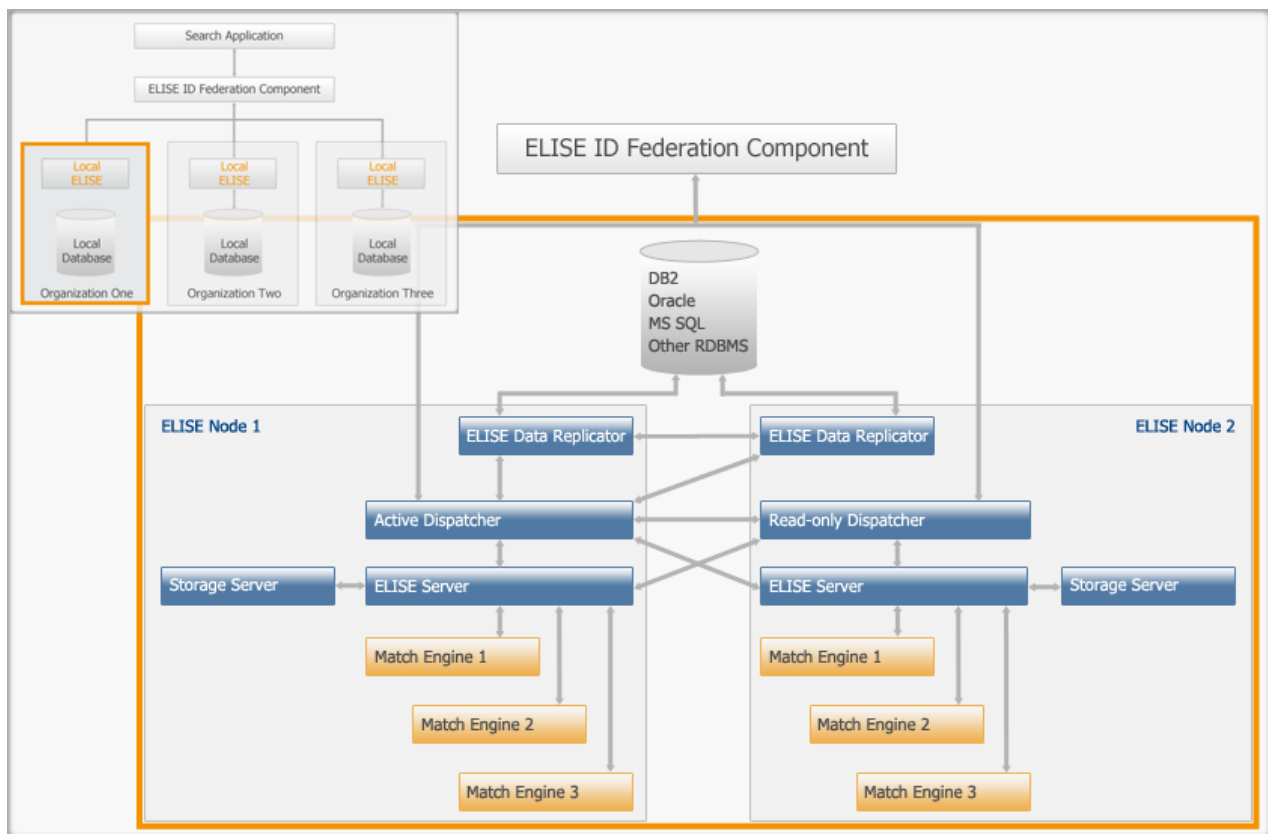 Search Application
ELISE ID Federation Component
Local
ELISE
Local
Database
Organization One
Local
ELISE
Local
Database
Organization Two
Local
ELISE
Local
Database
Organization Three
ELISE ID Federation Component
DB2
Oracle
MS SQL
Other RDBMS
ELISE Node 1
ELISE Data Replicator
Active Dispatcher
Storage Server
ELISE Server
Match Engine 1
Match Engine 2
Match Engine 3
ELISE Node 2
ELISE Data Replicator
Read-only Dispatcher
ELISE Server
Storage Server
Match Engine 1
Match Engine 2
Match Engine 3